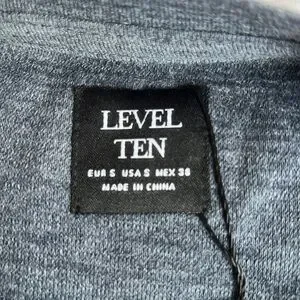 LEVEL
TEN
EUR S USA S MEX 38
MADE IN CHINA